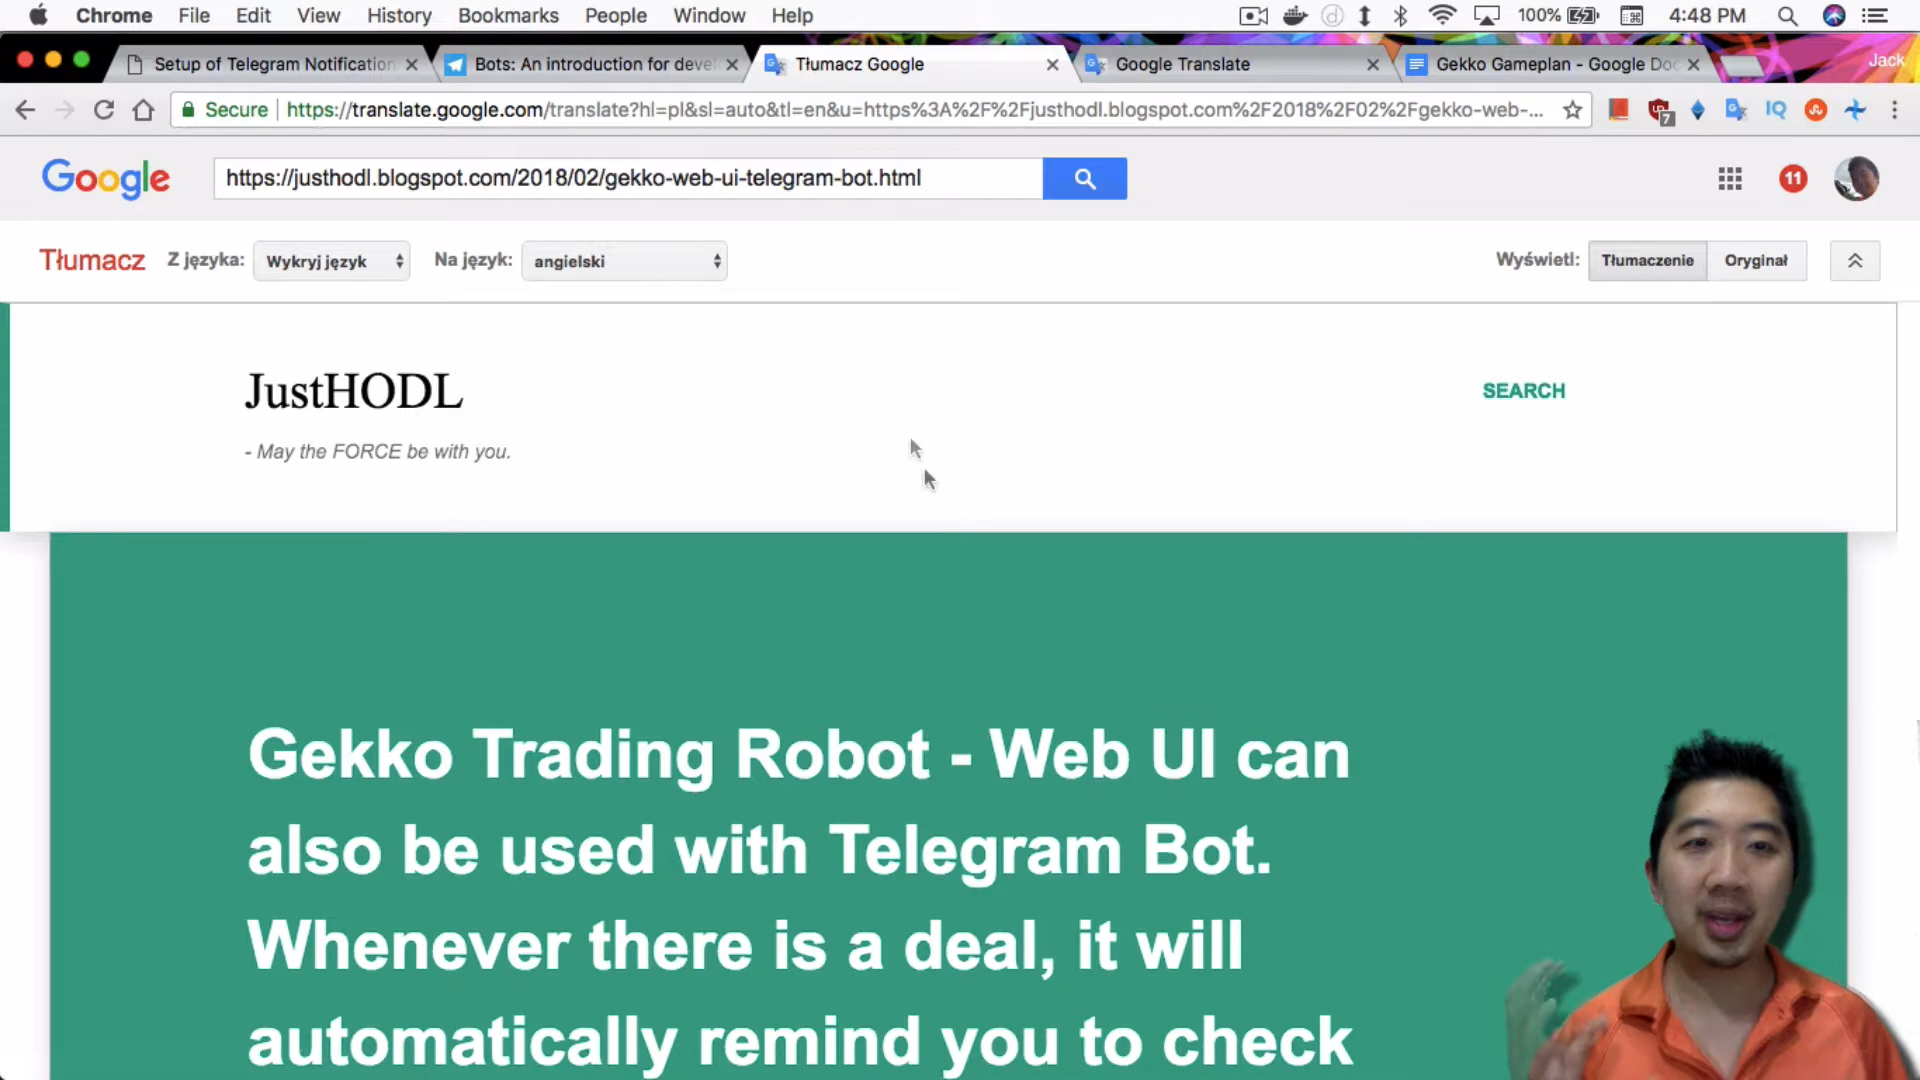 Chrome File Edit View History Bookmarks People Window Help 100% 4:48 PM
Setup of Telegram Notification Bots: An introduction for devel Tłumacz Google Google Translate Gekko Gameplan - Google Doc Jack
Secure https://translate.google.com/translate?hl=pl&sl=auto&tl=en&u=https%3A%2F%2Fjusthodl.blogspot.com%2F2018%2F02%2Fgekko-web-... 7 IQ
Google https://justhodl.blogspot.com/2018/02/gekko-web-ui-telegram-bot.html 11
Tłumacz Z języka: Wykryj język Na język: angielski Wyświetl: Tłumaczenie Oryginał
JustHODL
SEARCH
- May the FORCE be with you.
Gekko Trading Robot - Web UI can
also be used with Telegram Bot.
Whenever there is a deal, it will
automatically remind you to check